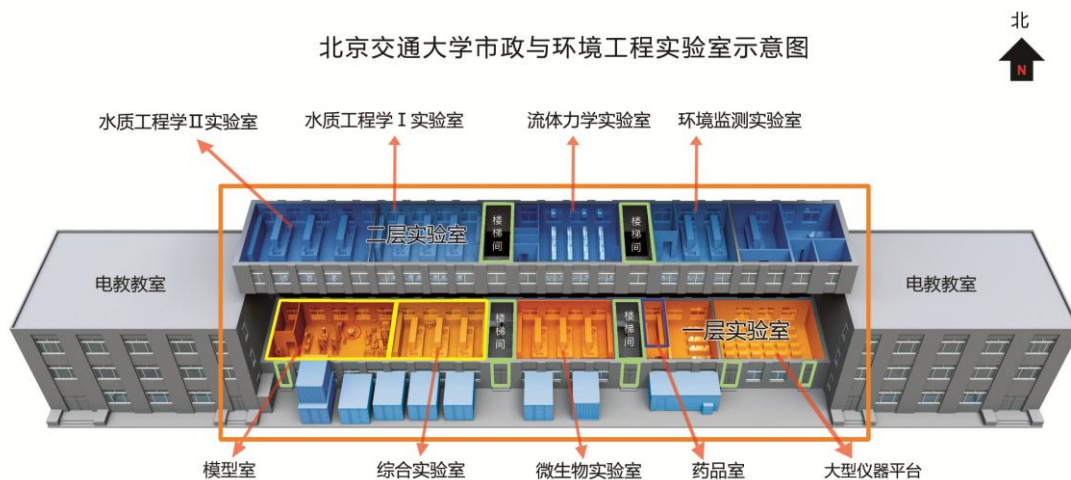 北
N
北京交通大学市政与环境工程实验室示意图
水质工程学Ⅱ实验室
水质工程学Ⅰ实验室
流体力学实验室
环境监测实验室
楼梯间
楼梯间
二层实验室
电教教室
电教教室
楼梯间
楼梯间
一层实验室
模型室
综合实验室
微生物实验室
药品室
大型仪器平台